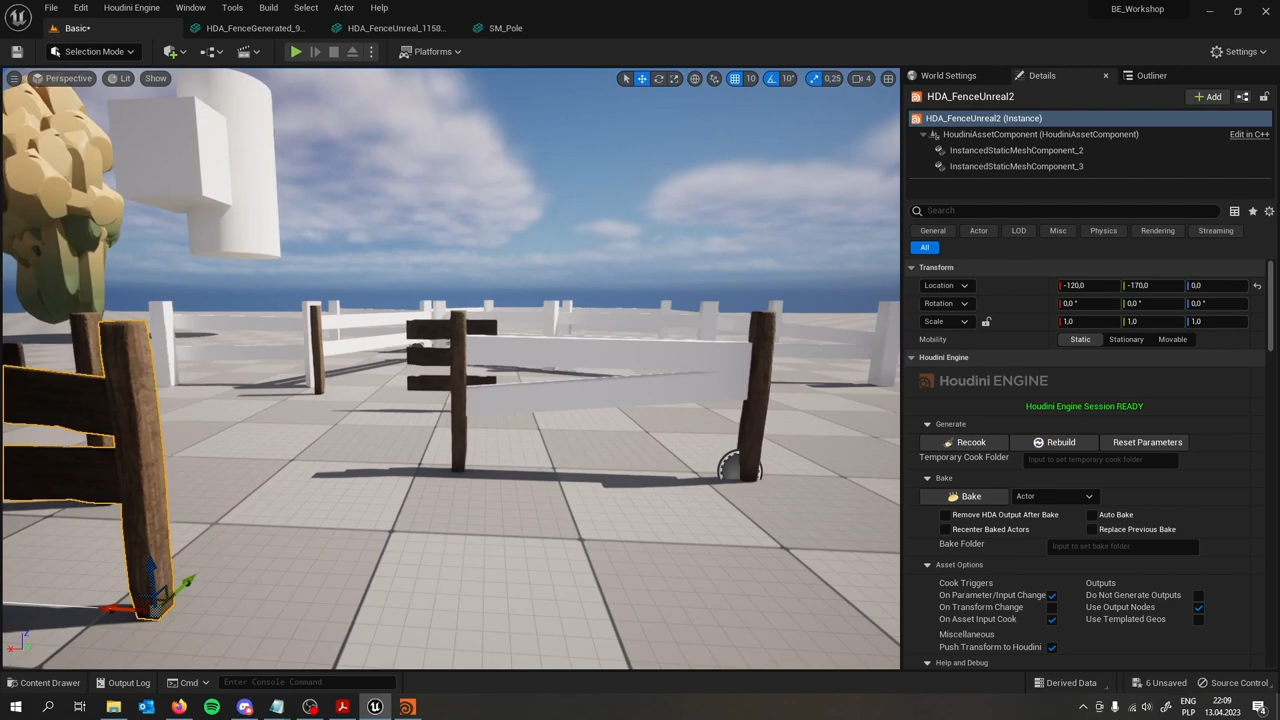 File Edit Houdini Engine Window Tools Build Select Actor Help
BE_Workshop
Basic*
HDA_FenceGenerated_9...
HDA_FenceUnreal_1158...
SM_Pole
Selection Mode
Platforms
Settings
Perspective
Lit
Show
10
10°
0,25
4
World Settings
Details
Outliner
HDA_FenceUnreal2
Add
HDA_FenceUnreal2 (Instance)
HoudiniAssetComponent (HoudiniAssetComponent)
Edit in C++
InstancedStaticMeshComponent_2
InstancedStaticMeshComponent_3
Search
General Actor LOD Misc Physics Rendering Streaming
All
Transform
Location -120,0 -170,0 0,0
Rotation 0,0 ° 0,0 ° 0,0 °
Scale 1,0 1,0 1,0
Mobility Static Stationary Movable
Houdini Engine
Houdini ENGINE
Houdini Engine Session READY
Generate
Recook Rebuild Reset Parameters
Temporary Cook Folder Input to set temporary cook folder
Bake
Bake Actor
Remove HDA Output After Bake Auto Bake
Recenter Baked Actors Replace Previous Bake
Bake Folder Input to set bake folder
Asset Options
Cook Triggers Outputs
On Parameter/Input Change Do Not Generate Outputs
On Transform Change Use Output Nodes
On Asset Input Cook Use Templated Geos
Miscellaneous
Push Transform to Houdini
Help and Debug
Content Drawer
Output Log
Cmd
Enter Console Command
Derived Data
6 Unsaved
Source Control
ENG
PLP
22:09
13.04.2023